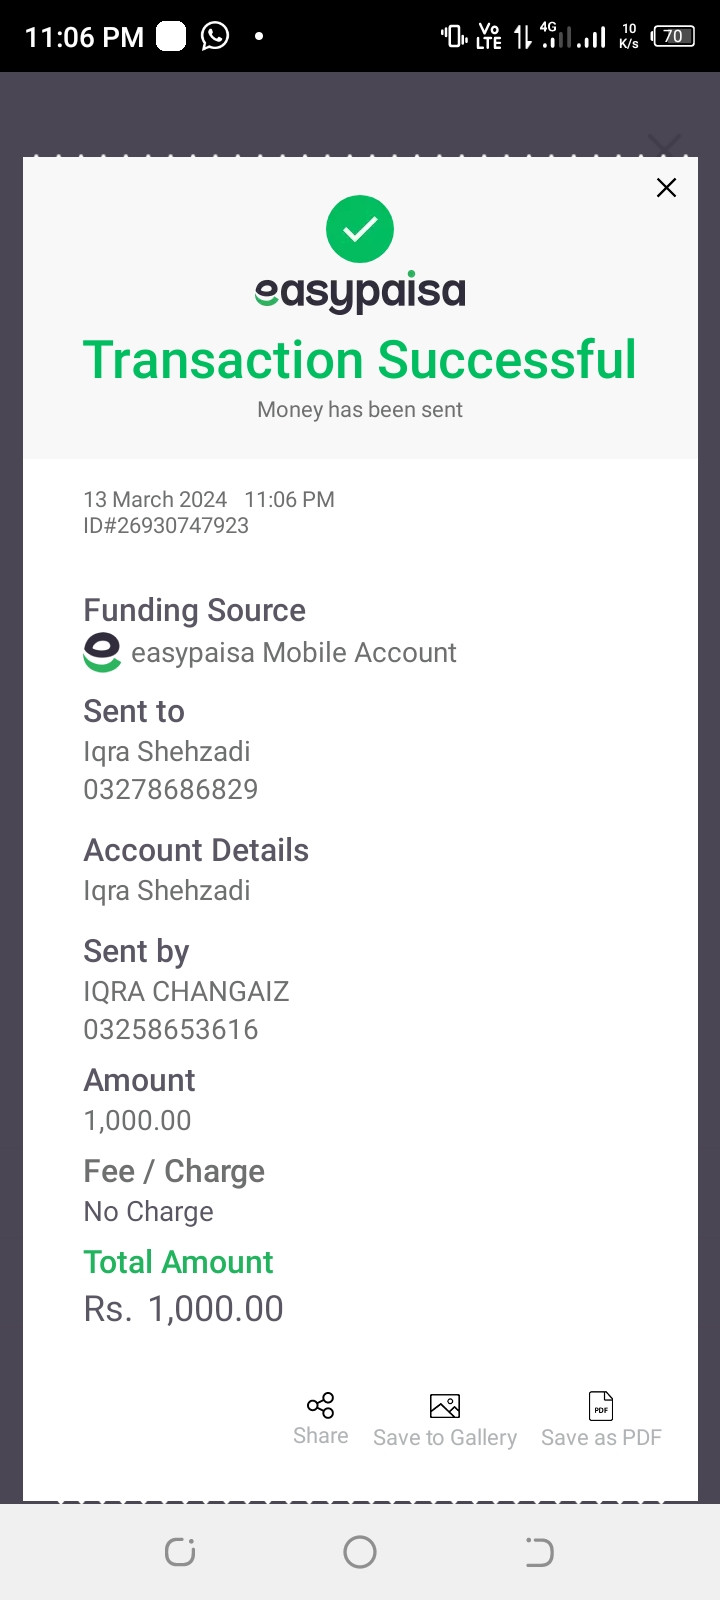 11:06 PM
Vo LTE 4G 10 K/s 70
easypaisa
Transaction Successful
Money has been sent
13 March 2024 11:06 PM
ID#26930747923
Funding Source
easypaisa Mobile Account
Sent to
Iqra Shehzadi
03278686829
Account Details
Iqra Shehzadi
Sent by
IQRA CHANGAIZ
03258653616
Amount
1,000.00
Fee / Charge
No Charge
Total Amount
Rs. 1,000.00
PDF
Share Save to Gallery Save as PDF